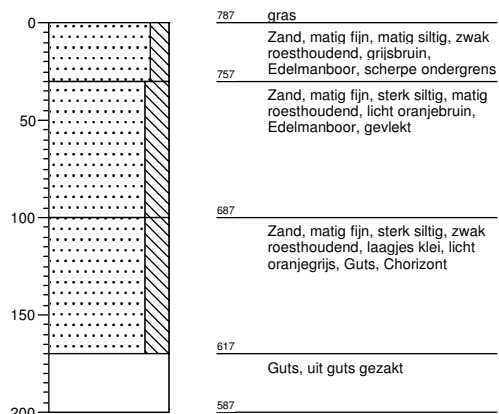 0
50
100
150
200
787
gras
Zand, matig fijn, matig siltig, zwak
roesthoudend, grijsbruin,
Edelmanboor, scherpe ondergrens
757
Zand, matig fijn, sterk siltig, matig
roesthoudend, licht oranjebruin,
Edelmanboor, gevlekt
687
Zand, matig fijn, sterk siltig, zwak
roesthoudend, laagjes klei, licht
oranjegrijs, Guts, Chorizont
617
Guts, uit guts gezakt
587